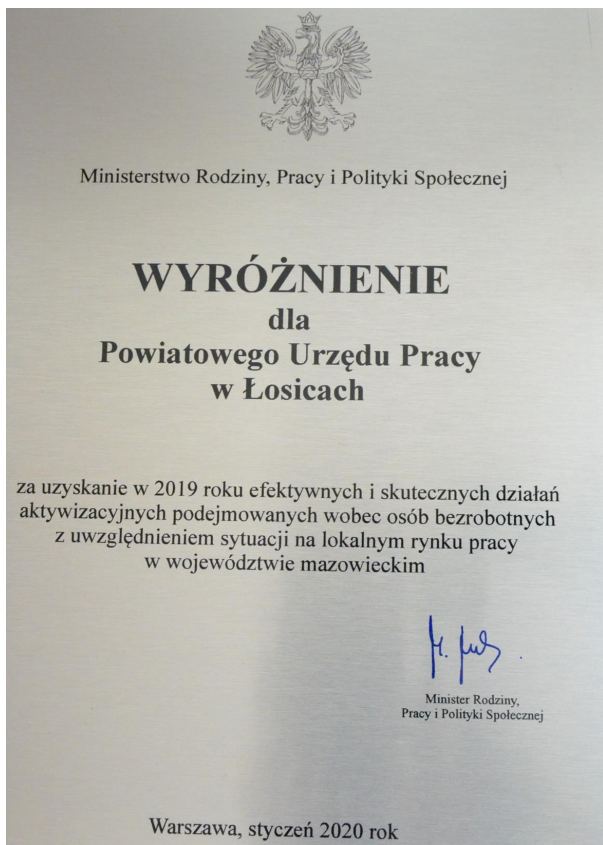 Ministerstwo Rodziny, Pracy i Polityki Społecznej
WYRÓŻNIENIE
dla
Powiatowego Urzędu Pracy
w Łosicach
za uzyskanie w 2019 roku efektywnych i skutecznych działań
aktywizacyjnych podejmowanych wobec osób bezrobotnych
z uwzględnieniem sytuacji na lokalnym rynku pracy
w województwie mazowieckim
Minister Rodziny,
Pracy i Polityki Społecznej
Warszawa, styczeń 2020 rok